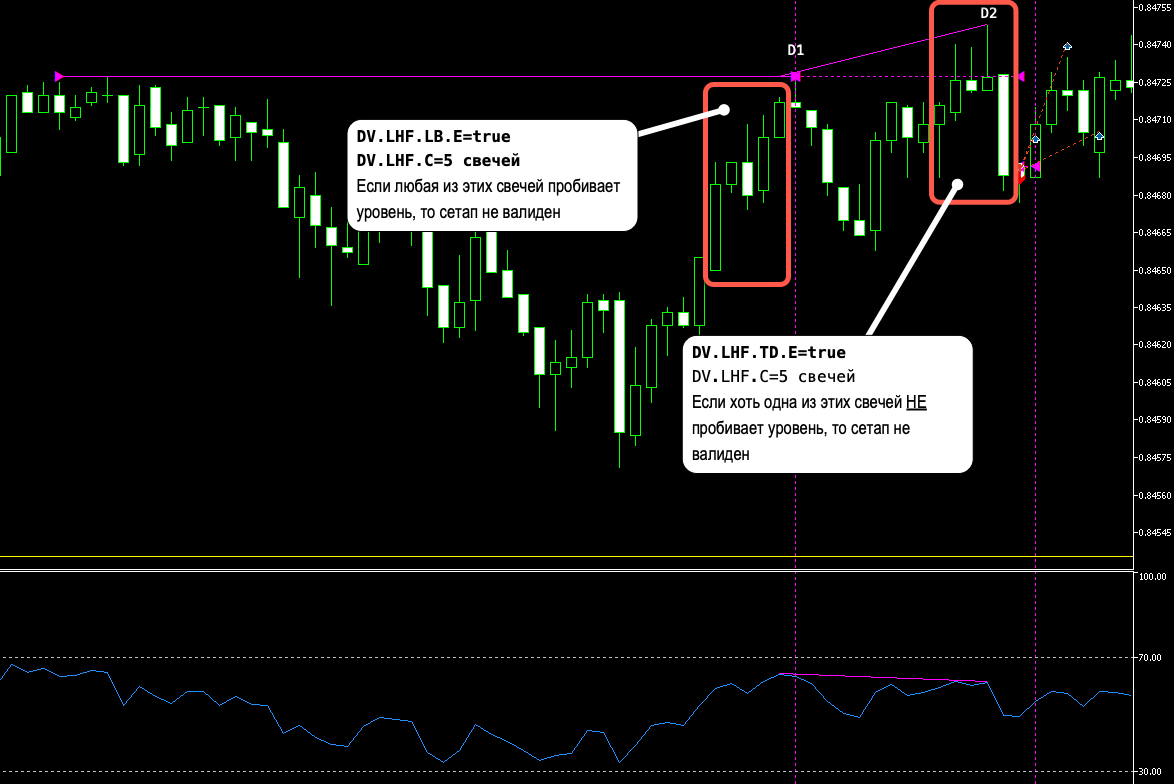 D2
D1
DV.LHF.LB.E=true
DV.LHF.C=5 свечей
Если любая из этих свечей пробивает
уровень, то сетап не валиден
DV.LHF.TD.E=true
DV.LHF.C=5 свечей
Если хоть одна из этих свечей НЕ
пробивает уровень, то сетап не
валиден
0.84755
0.84740
0.84725
0.84710
0.84695
0.84680
0.84665
0.84650
0.84635
0.84620
0.84605
0.84590
0.84575
0.84560
0.84545
100.00
70.00
30.00